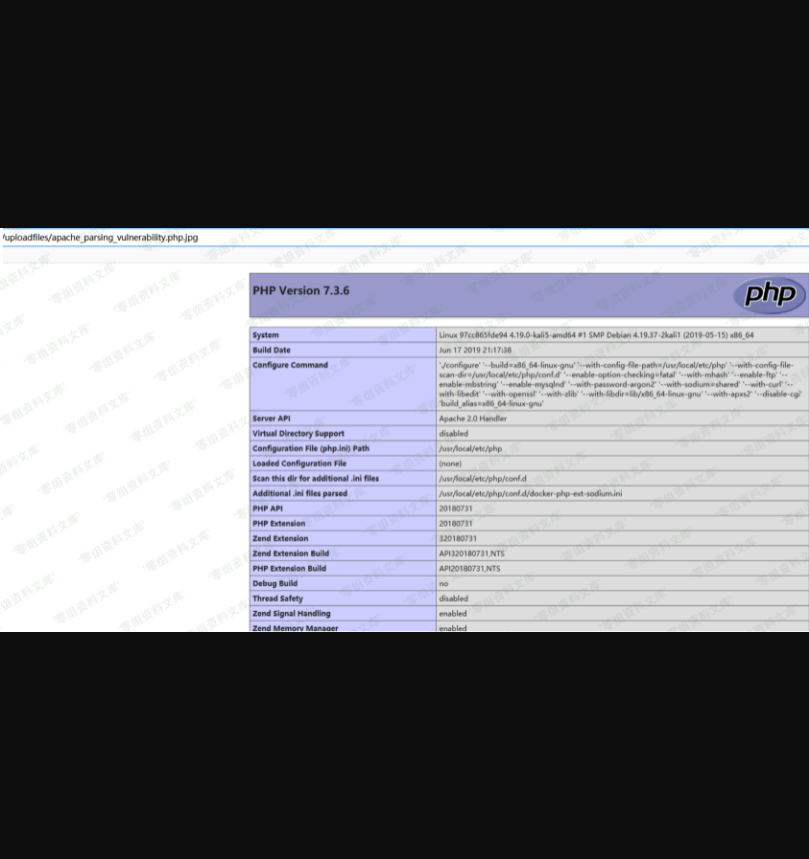 /uploadfiles/apache_parsing_vulnerability.php.jpg
PHP Version 7.3.6
php
System Linux 97cc865fde94 4.19.0-kali5-amd64 #1 SMP Debian 4.19.37-2kali1 (2019-05-15) x86_64
Build Date Jun 17 2019 21:17:38
Configure Command './configure' '--build=x86_64-linux-gnu' '--with-config-file-path=/usr/local/etc/php' '--with-config-file-
scan-dir=/usr/local/etc/php/conf.d' '--enable-option-checking=fatal' '--with-mhash' '--enable-ftp' '--
enable-mbstring' '--enable-mysqlnd' '--with-password-argon2' '--with-sodium=shared' '--with-curl' '--
with-libedit' '--with-openssl' '--with-zlib' '--with-libdir=lib/x86_64-linux-gnu' '--with-apxs2' '--disable-cgi'
'build_alias=x86_64-linux-gnu'
Server API Apache 2.0 Handler
Virtual Directory Support disabled
Configuration File (php.ini) Path /usr/local/etc/php
Loaded Configuration File (none)
Scan this dir for additional .ini files /usr/local/etc/php/conf.d
Additional .ini files parsed /usr/local/etc/php/conf.d/docker-php-ext-sodium.ini
PHP API 20180731
PHP Extension 20180731
Zend Extension 320180731
Zend Extension Build API320180731,NTS
PHP Extension Build API20180731,NTS
Debug Build no
Thread Safety disabled
Zend Signal Handling enabled
Zend Memory Manager enabled
零组资料文库